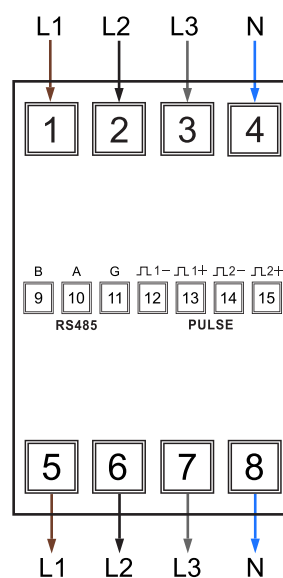 L1 L2 L3 N
1 2 3 4
B A G ⎍1− ⎍1+ ⎍2− ⎍2+
9 10 11 12 13 14 15
RS485 PULSE
5 6 7 8
L1 L2 L3 N